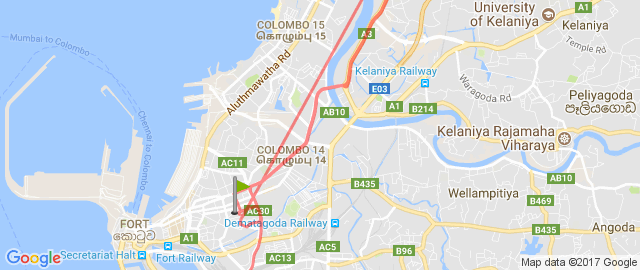 COLOMBO 15
கொழும்பு
15
A3
A1
University
of Kelaniya
Kelaniya
Temple Rd
Muthumbai to Colombo
Aluthmawatha Rd
Kelaniya Railway
E03
A1
B214
Waragoda Rd
Peliyagoda
පෑලියගොඩ
AB10
Chennai to Colombo
Kelaniya Rajamaha
Viharaya
COLOMBO 14
கொழும்பு
14
AC11
B435
AB10
Wellampitiya
B469
AC30
FORT
කොටුව
Dematagoda Railway
A1
B435
Angoda
Secretariat Halt
Fort Railway
AC5
B96
AC13
Google
Map data ©2017 Google